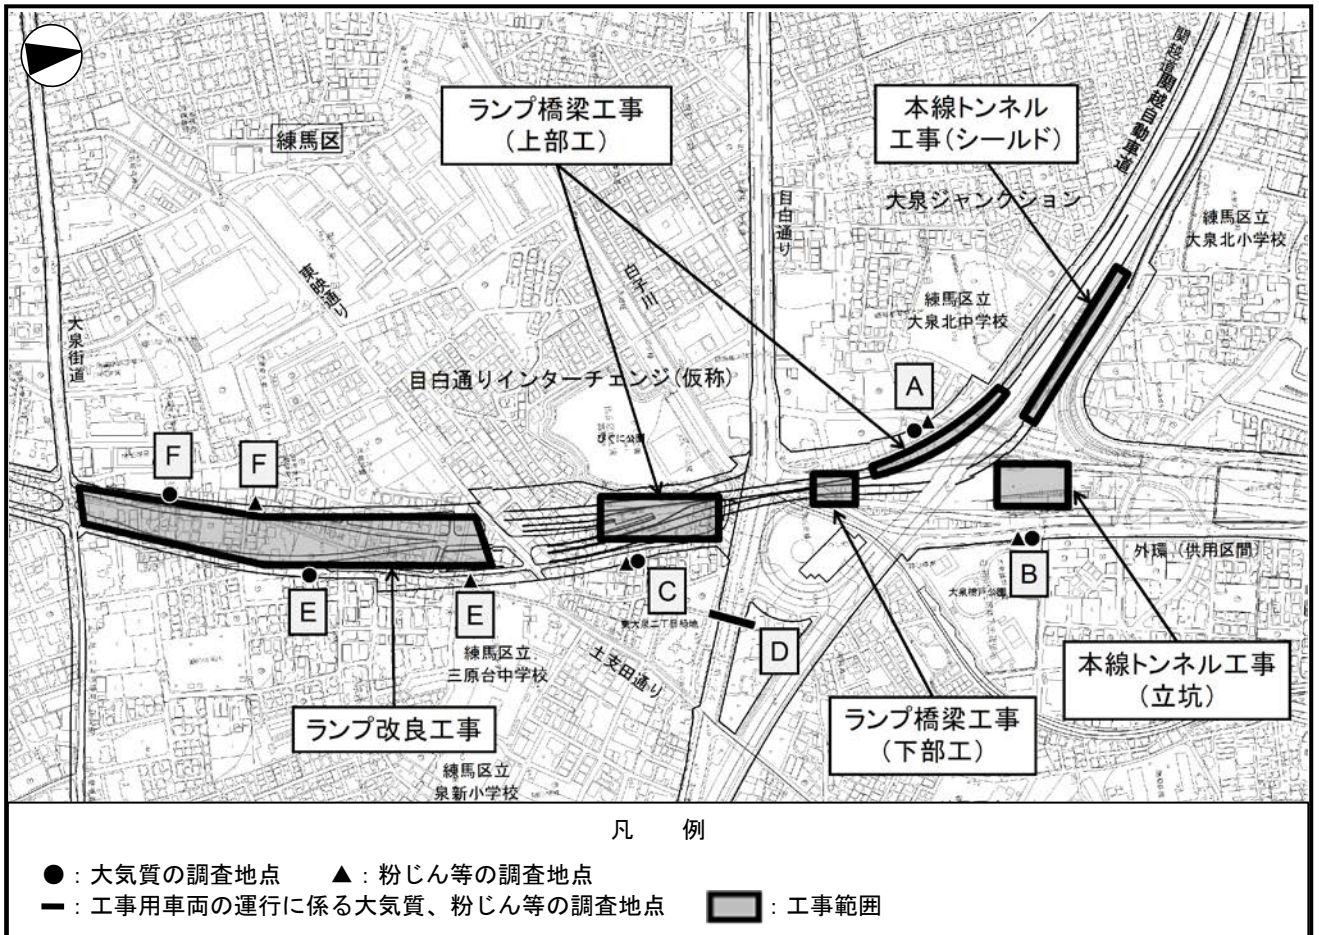 関越道関越自動車道
ランプ橋梁工事
(上部工)
本線トンネル
工事(シールド)
練馬区
目白通り
大泉ジャンクション
練馬区立
大泉北小学校
東映通り
白子川
練馬区立
大泉北中学校
大泉街道
目白通りインターチェンジ(仮称)
A
F
F
E
E
C
B
D
外環(供用区間)
練馬区立
三原台中学校
土支田通り
本線トンネル工事
(立坑)
ランプ改良工事
ランプ橋梁工事
(下部工)
練馬区立
泉新小学校
凡 例
●:大気質の調査地点 ▲:粉じん等の調査地点
ー:工事用車両の運行に係る大気質、粉じん等の調査地点 :工事範囲